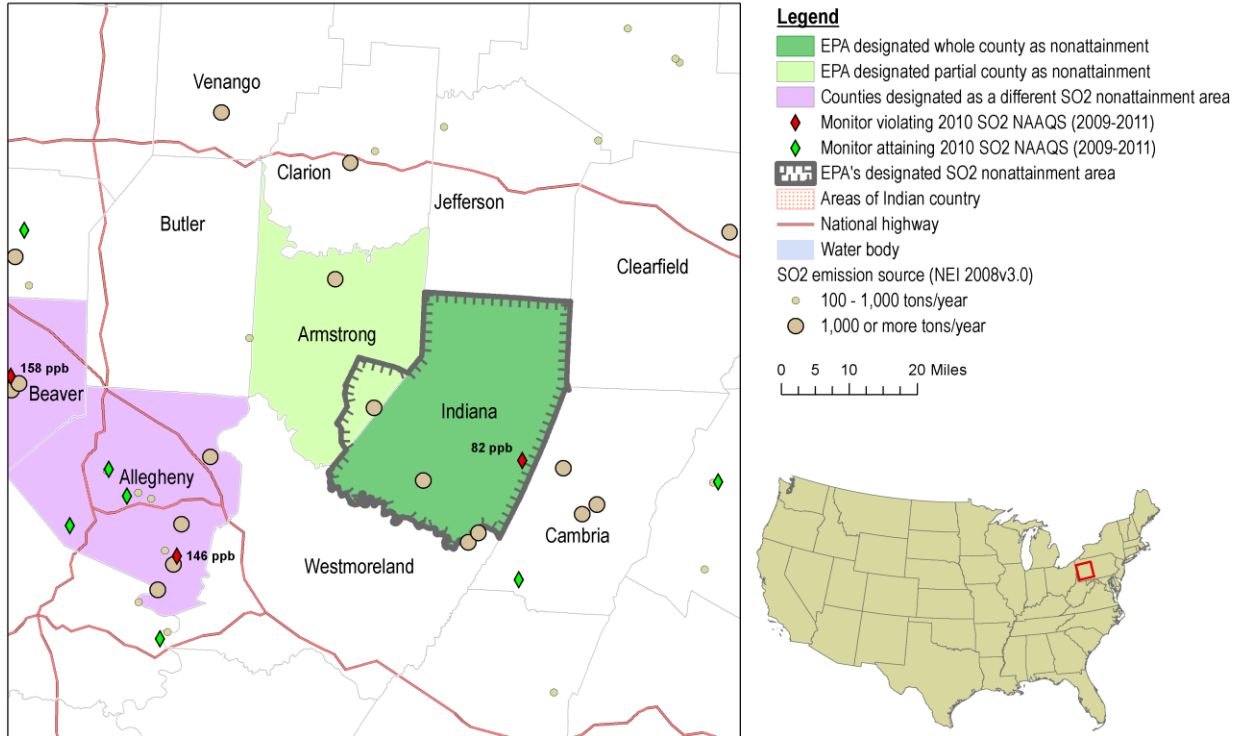 Venango
Clarion
Jefferson
Butler
Clearfield
Armstrong
158 ppb
Beaver
Indiana
82 ppb
Allegheny
Cambria
146 ppb
Westmoreland
Legend
EPA designated whole county as nonattainment
EPA designated partial county as nonattainment
Counties designated as a different SO2 nonattainment area
Monitor violating 2010 SO2 NAAQS (2009-2011)
Monitor attaining 2010 SO2 NAAQS (2009-2011)
EPA's designated SO2 nonattainment area
Areas of Indian country
National highway
Water body
SO2 emission source (NEI 2008v3.0)
100 - 1,000 tons/year
1,000 or more tons/year
0 5 10 20 Miles